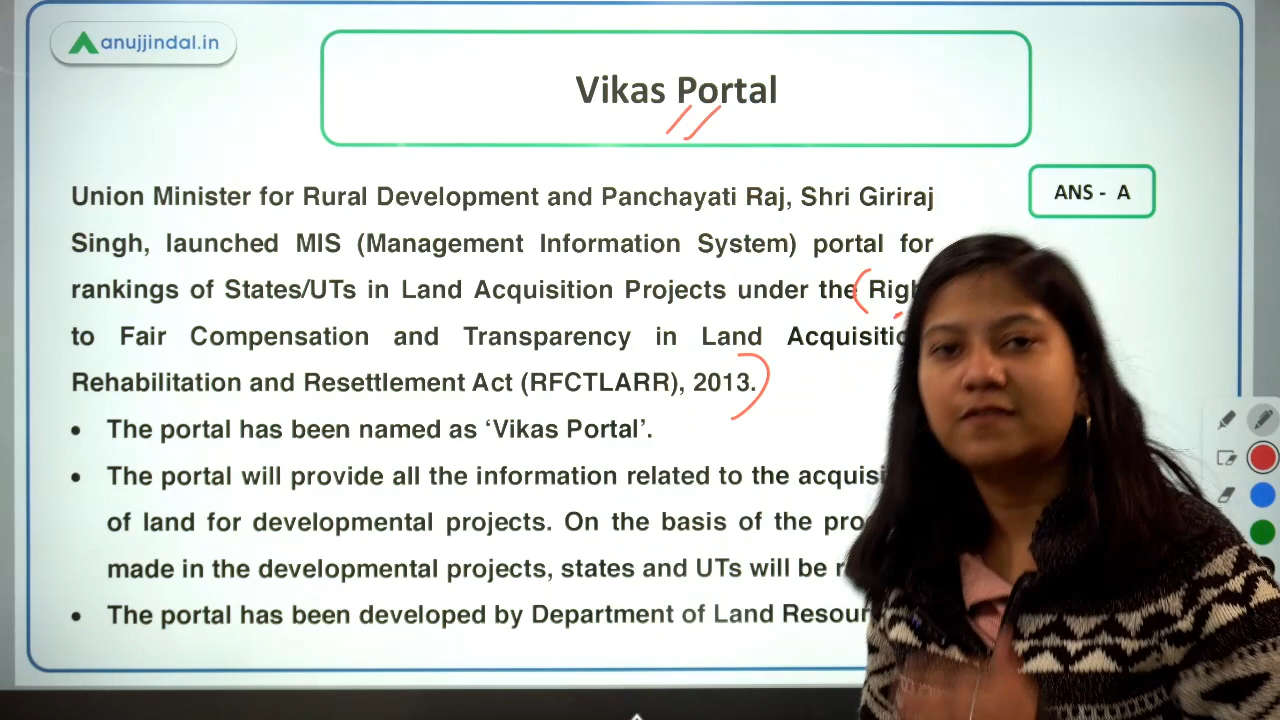 anujjindal.in
Vikas Portal
ANS - A
Union Minister for Rural Development and Panchayati Raj, Shri Giriraj
Singh, launched MIS (Management Information System) portal for
rankings of States/UTs in Land Acquisition Projects under the
to Fair Compensation and Transparency in Land
Rehabilitation and Resettlement Act (RFCTLARR), 2013.
• The portal has been named as ‘Vikas Portal’.
• The portal will provide all the information related to the
of land for developmental projects. On the basis of the
made in the developmental projects, states and UTs will be
• The portal has been developed by Department of Land